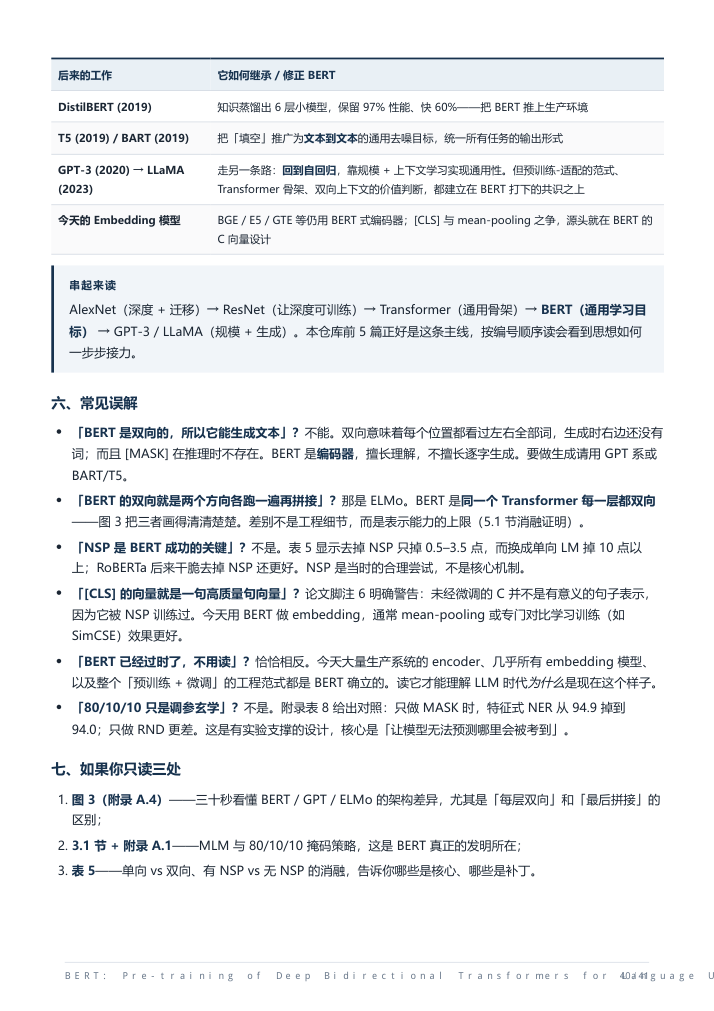 后来的工作 它如何继承 / 修正 BERT
DistilBERT (2019) 知识蒸馏出 6 层小模型，保留 97% 性能、快 60%——把 BERT 推上生产环境
T5 (2019) / BART (2019) 把「填空」推广为文本到文本的通用去噪目标，统一所有任务的输出形式
GPT-3 (2020) → LLaMA (2023) 走另一条路：回到自回归，靠规模 + 上下文学习实现通用性。但预训练-适配的范式、
Transformer 骨架、双向上下文的价值判断，都建立在 BERT 打下的共识之上
今天的 Embedding 模型 BGE / E5 / GTE 等仍用 BERT 式编码器；[CLS] 与 mean-pooling 之争，源头就在 BERT 的
C 向量设计
串起来读
AlexNet（深度 + 迁移）→ ResNet（让深度可训练）→ Transformer（通用骨架）→ BERT（通用学习目
标） → GPT-3 / LLaMA（规模 + 生成）。本仓库前 5 篇正好是这条主线，按编号顺序读会看到思想如何
一步步接力。
六、常见误解
• 「BERT 是双向的，所以它能生成文本」？不能。双向意味着每个位置都看过左右全部词，生成时右边还没有
词；而且 [MASK] 在推理时不存在。BERT 是编码器，擅长理解，不擅长逐字生成。要做生成请用 GPT 系或
BART/T5。
• 「BERT 的双向就是两个方向各跑一遍再拼接」？那是 ELMo。BERT 是同一个 Transformer 每一层都双向
——图 3 把三者画得清清楚楚。差别不是工程细节，而是表示能力的上限（5.1 节消融证明）。
• 「NSP 是 BERT 成功的关键」？不是。表 5 显示去掉 NSP 只掉 0.5–3.5 点，而换成单向 LM 掉 10 点以
上；RoBERTa 后来干脆去掉 NSP 还更好。NSP 是当时的合理尝试，不是核心机制。
• 「[CLS] 的向量就是一句高质量句向量」？论文脚注 6 明确警告：未经微调的 C 并不是有意义的句子表示，
因为它被 NSP 训练过。今天用 BERT 做 embedding，通常 mean-pooling 或专门对比学习训练（如
SimCSE）效果更好。
• 「BERT 已经过时了，不用读」？恰恰相反。今天大量生产系统的 encoder、几乎所有 embedding 模型、
以及整个「预训练 + 微调」的工程范式都是 BERT 确立的。读它才能理解 LLM 时代为什么是现在这个样子。
• 「80/10/10 只是调参玄学」？不是。附录表 8 给出对照：只做 MASK 时，特征式 NER 从 94.9 掉到
94.0；只做 RND 更差。这是有实验支撑的设计，核心是「让模型无法预测哪里会被考到」。
七、如果你只读三处
1. 图 3（附录 A.4）——三十秒看懂 BERT / GPT / ELMo 的架构差异，尤其是「每层双向」和「最后拼接」的
区别；
2. 3.1 节 + 附录 A.1——MLM 与 80/10/10 掩码策略，这是 BERT 真正的发明所在；
3. 表 5——单向 vs 双向、有 NSP vs 无 NSP 的消融，告诉你哪些是核心、哪些是补丁。
BERT: Pre-training of Deep Bidirectional Transformers for